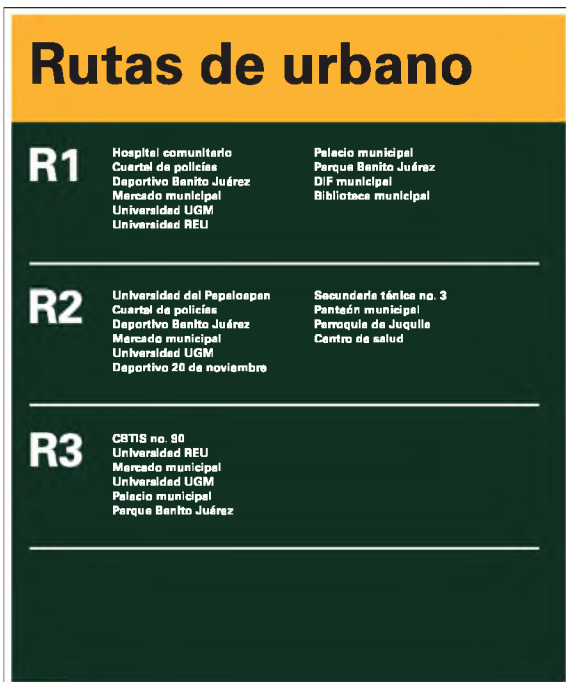 Rutas de urbano
R1
Hospital comunitario
Cuartel de policías
Deportivo Benito Juárez
Mercado municipal
Universidad UGM
Universidad REU
Palacio municipal
Parque Benito Juárez
DIF municipal
Biblioteca municipal
R2
Universidad del Papaloapan
Cuartel de policías
Deportivo Benito Juárez
Mercado municipal
Universidad UGM
Deportivo 20 de noviembre
Secundaria ténica no. 3
Panteón municipal
Parroquia de Juquila
Centro de salud
R3
CBTIS no. 90
Universidad REU
Mercado municipal
Universidad UGM
Palacio municipal
Parque Benito Juárez